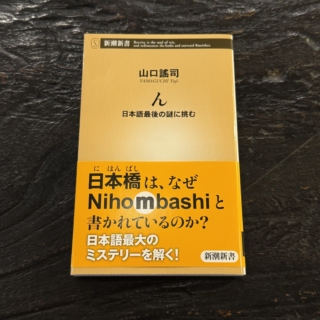 新潮新書
山口謠司
YAMAGUCHI Yoji
ん
日本語最後の謎に挑む
に ほん ばし
日本橋は、なぜ
Nihombashiと
書かれているのか?
日本語最大の
ミステリーを解く!
新潮新書